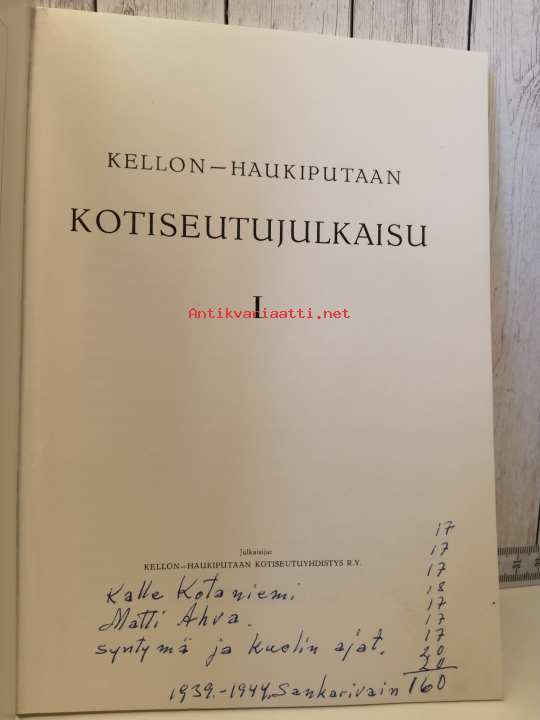 KELLON—HAUKIPUTAAN
KOTISEUTUJULKAISU
I
Antikvariaatti.net
Julkaisija:
KELLON—HAUKIPUTAAN KOTISEUTUYHDISTYS R.Y.
17
17
17
18
17
17
17
20
20
160
Kalle Kotaniemi
Matti Ahva.
syntymä ja kuolin ajat.
1939.-1944, Sankarivain